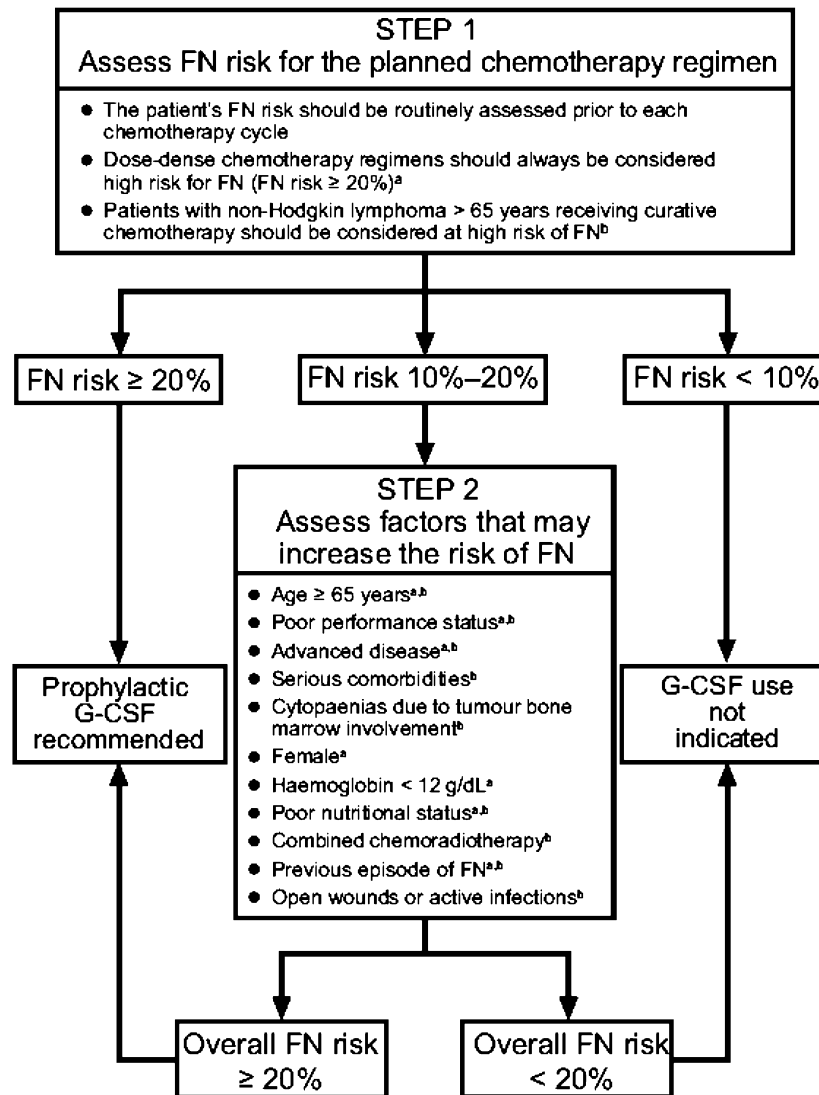 STEP 1
Assess FN risk for the planned chemotherapy regimen
● The patient's FN risk should be routinely assessed prior to each
chemotherapy cycle
● Dose-dense chemotherapy regimens should always be considered
high risk for FN (FN risk ≥ 20%)ᵃ
● Patients with non-Hodgkin lymphoma > 65 years receiving curative
chemotherapy should be considered at high risk of FNᵇ
FN risk ≥ 20%
FN risk 10%–20%
FN risk < 10%
STEP 2
Assess factors that may
increase the risk of FN
● Age ≥ 65 yearsᵃ,ᵇ
● Poor performance statusᵃ,ᵇ
● Advanced diseaseᵃ,ᵇ
● Serious comorbiditiesᵇ
● Cytopaenias due to tumour bone
marrow involvementᵇ
● Femaleᵃ
● Haemoglobin < 12 g/dLᵃ
● Poor nutritional statusᵃ,ᵇ
● Combined chemoradiotherapyᵇ
● Previous episode of FNᵃ,ᵇ
● Open wounds or active infectionsᵇ
Prophylactic
G-CSF
recommended
G-CSF use
not
indicated
Overall FN risk
≥ 20%
Overall FN risk
< 20%